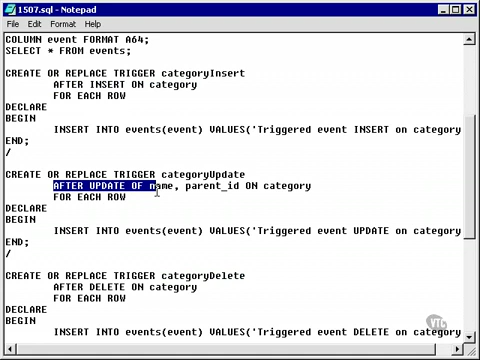 1507.sql - Notepad
File Edit Format Help
COLUMN event FORMAT A64;
SELECT * FROM events;
CREATE OR REPLACE TRIGGER categoryInsert
AFTER INSERT ON category
FOR EACH ROW
DECLARE
BEGIN
INSERT INTO events(event) VALUES('Triggered event INSERT on category
END;
/
CREATE OR REPLACE TRIGGER categoryUpdate
AFTER UPDATE OF name, parent_id ON category
FOR EACH ROW
DECLARE
BEGIN
INSERT INTO events(event) VALUES('Triggered event UPDATE on category
END;
/
CREATE OR REPLACE TRIGGER categoryDelete
AFTER DELETE ON category
FOR EACH ROW
DECLARE
BEGIN
INSERT INTO events(event) VALUES('Triggered event DELETE on category
VTC